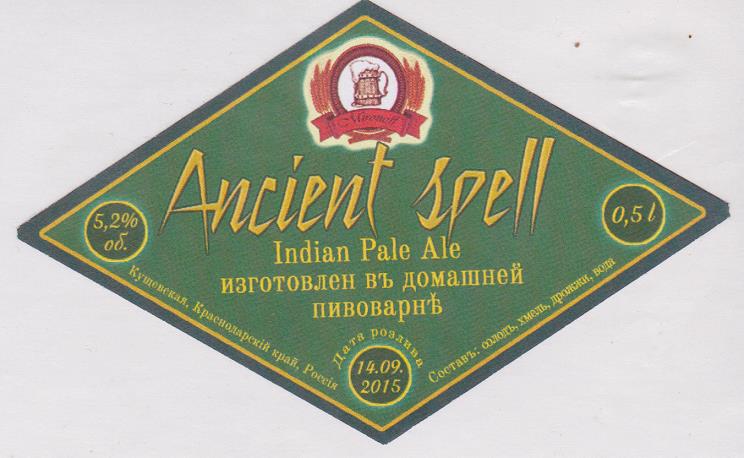 Mironoff
Ancient spell
5,2%
об.
0,5 l
Indian Pale Ale
изготовлен въ домашней
пивоварнѣ
Кущевская, Краснодарскій край, Россія
Дата розлива
14.09.
2015
Составъ: солодъ, хмель, дрожжи, вода